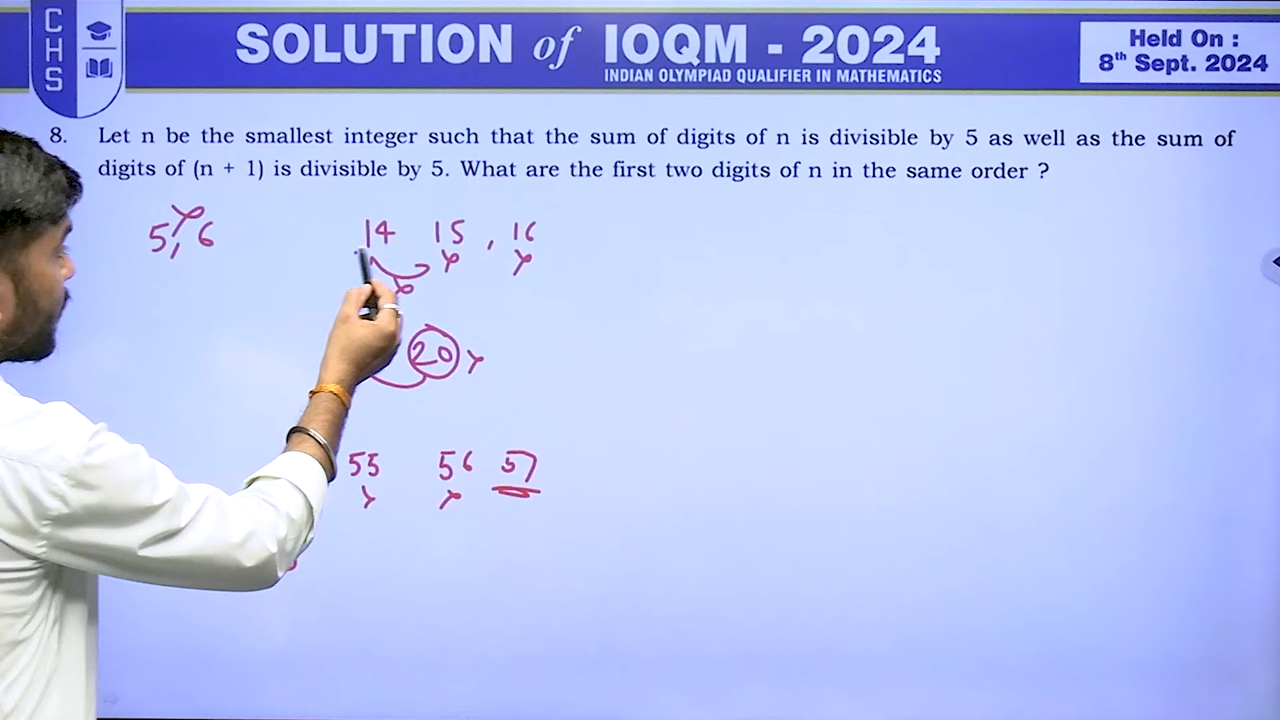 CHS
SOLUTION of IOQM - 2024
INDIAN OLYMPIAD QUALIFIER IN MATHEMATICS
Held On :
8th Sept. 2024
8. Let n be the smallest integer such that the sum of digits of n is divisible by 5 as well as the sum of
digits of (n + 1) is divisible by 5. What are the first two digits of n in the same order ?
5, 6 14 15 , 16
20
55 56 57